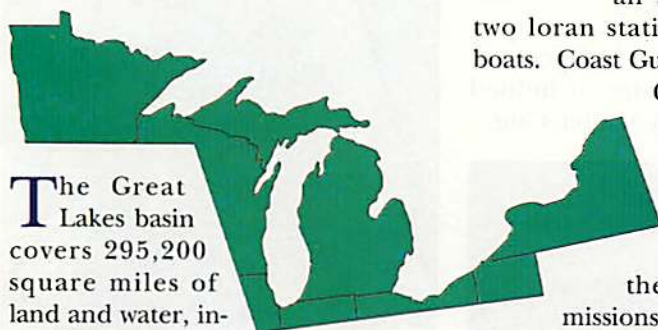 The Great
Lakes basin
covers 295,200
square miles of
land and water, in-
two loran stati
boats. Coast Gu
the
missions